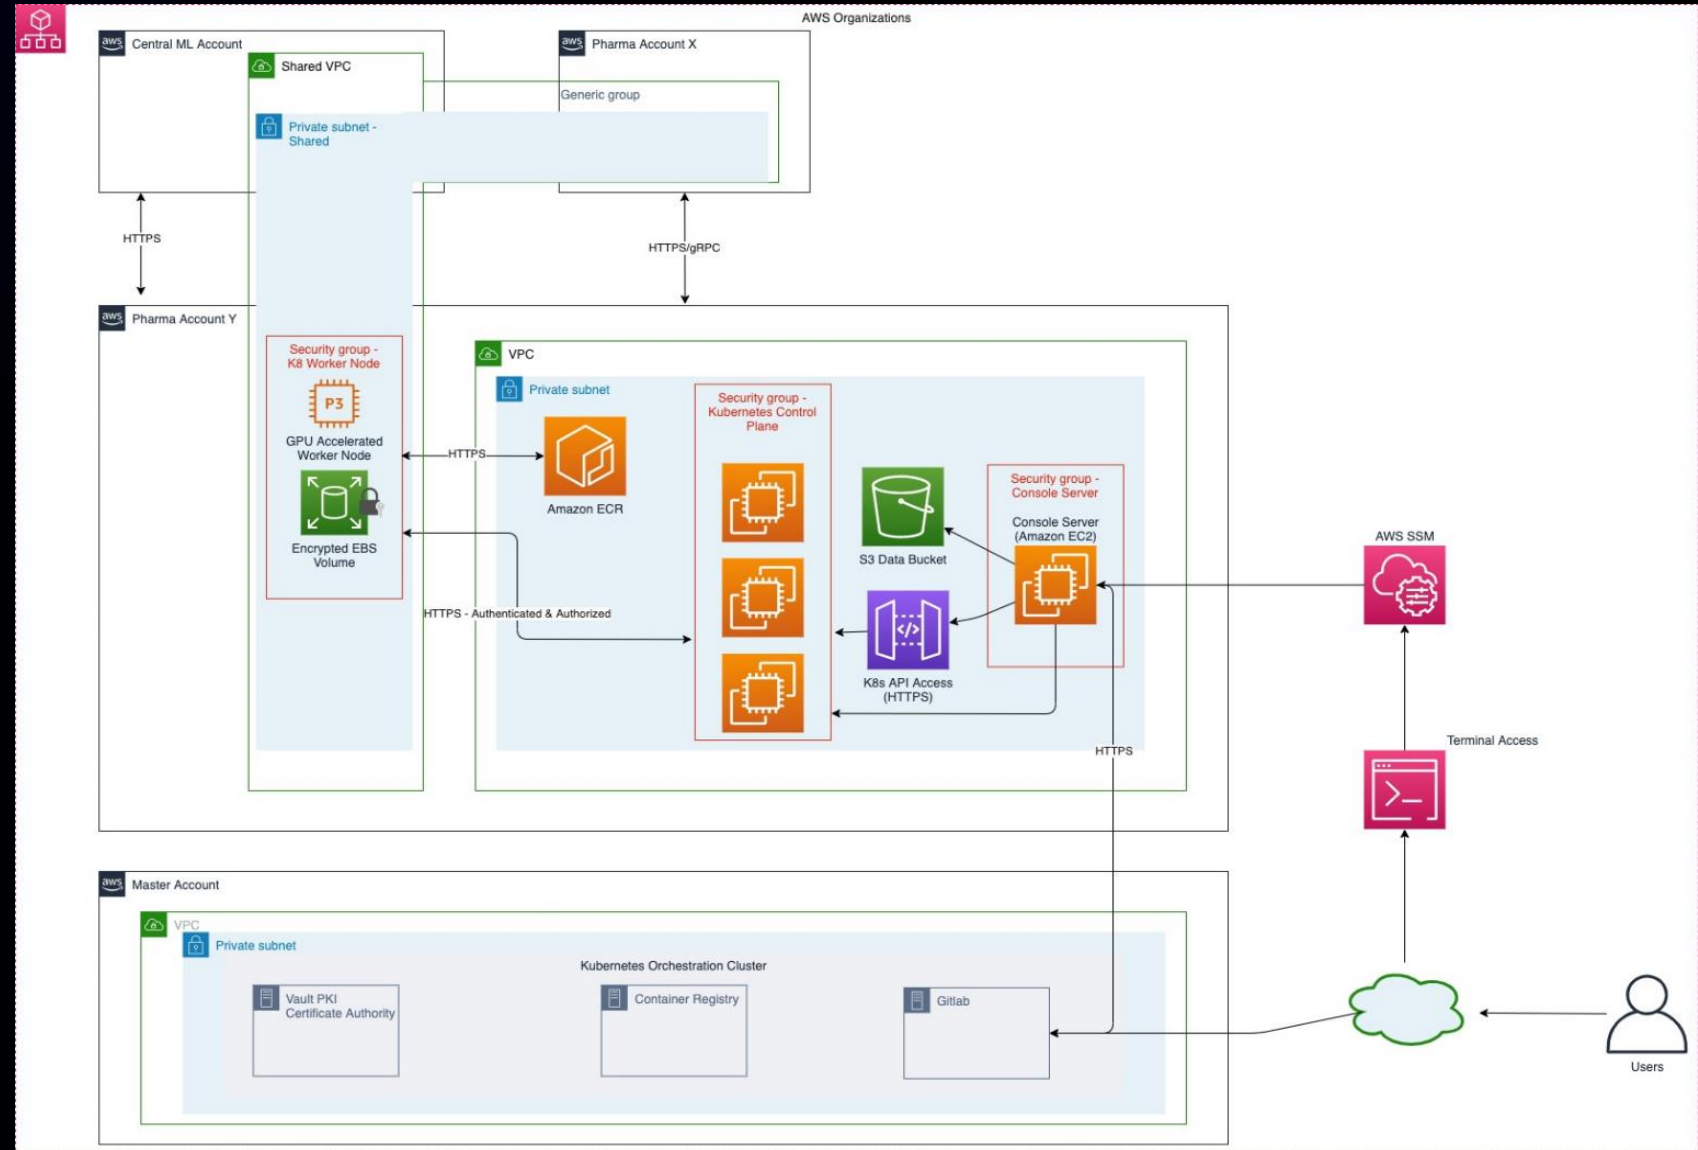 AWS Organizations
aws
Central ML Account
aws
Pharma Account X
Shared VPC
Generic group
Private subnet -
Shared
HTTPS
HTTPS/gRPC
aws
Pharma Account Y
Security group -
K8 Worker Node
P3
GPU Accelerated
Worker Node
Encrypted EBS
Volume
VPC
Private subnet
HTTPS
Amazon ECR
HTTPS - Authenticated & Authorized
Security group -
Kubernetes Control
Plane
S3 Data Bucket
K8s API Access
(HTTPS)
Security group -
Console Server
Console Server
(Amazon EC2)
HTTPS
AWS SSM
Terminal Access
aws
Master Account
VPC
Private subnet
Kubernetes Orchestration Cluster
Vault PKI
Certificate Authority
Container Registry
Gitlab
Users